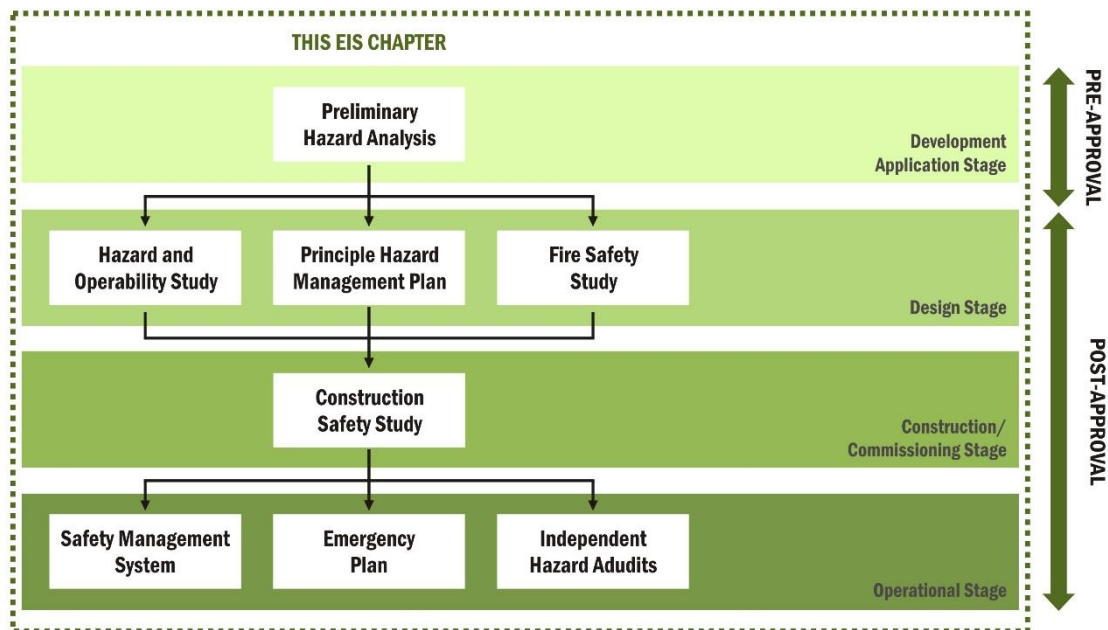 THIS EIS CHAPTER
Preliminary
Hazard Analysis
Development
Application Stage
PRE-APPROVAL
Hazard and
Operability Study
Principle Hazard
Management Plan
Fire Safety
Study
Design Stage
POST-APPROVAL
Construction
Safety Study
Construction/
Commissioning Stage
Safety Management
System
Emergency
Plan
Independent
Hazard Adudits
Operational Stage